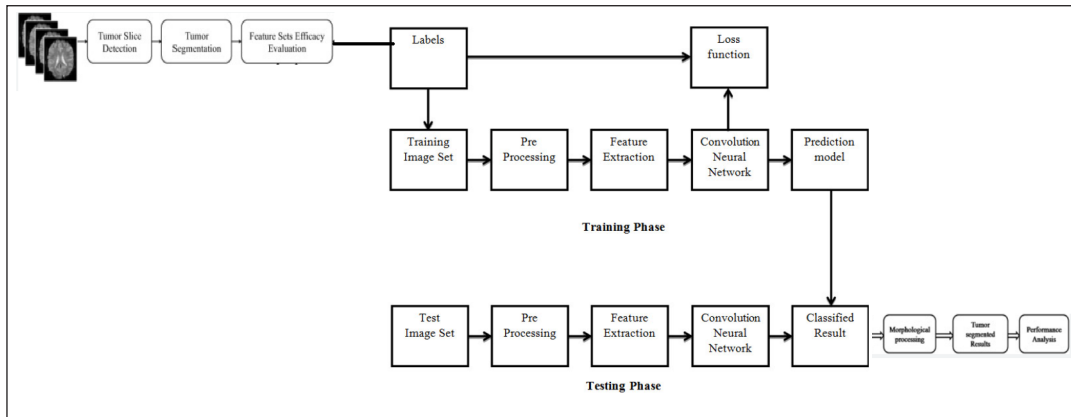 Tumor Slice
Detection
Tumor
Segmentation
Feature Sets Efficacy
Evaluation
Labels
Loss
function
Training
Image Set
Pre
Processing
Feature
Extraction
Convolution
Neural
Network
Prediction
model
Training Phase
Test
Image Set
Pre
Processing
Feature
Extraction
Convolution
Neural
Network
Classified
Result
Morphological
processing
Tumor
segmented
Results
Performance
Analysis
Testing Phase